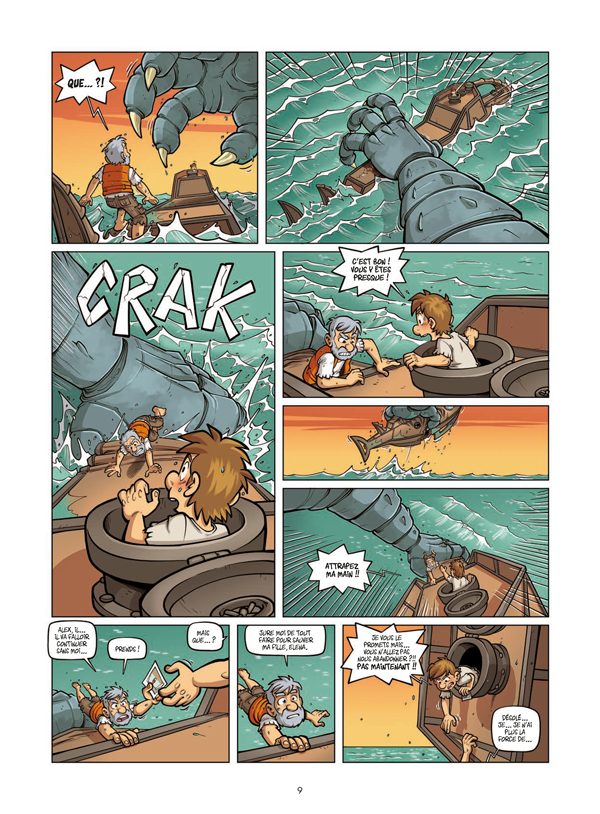 QUE... ?!
CRAK
C'EST BON !
VOUS Y ÊTES
PRESQUE !
ATTRAPEZ
MA MAIN !!
ALEX, IL...
IL VA FALLOIR
CONTINUER
SANS MOI...
PRENDS !
MAIS
QUE... ?
JURE MOI DE TOUT
FAIRE POUR SAUVER
MA FILLE, ELENA.
JE VOUS LE
PROMETS MAIS...
VOUS N'ALLEZ PAS
NOUS ABANDONNER ?!!
PAS MAINTENANT !!
DÉSOLÉ...
JE... JE N'AI
PLUS LA
FORCE DE...
9